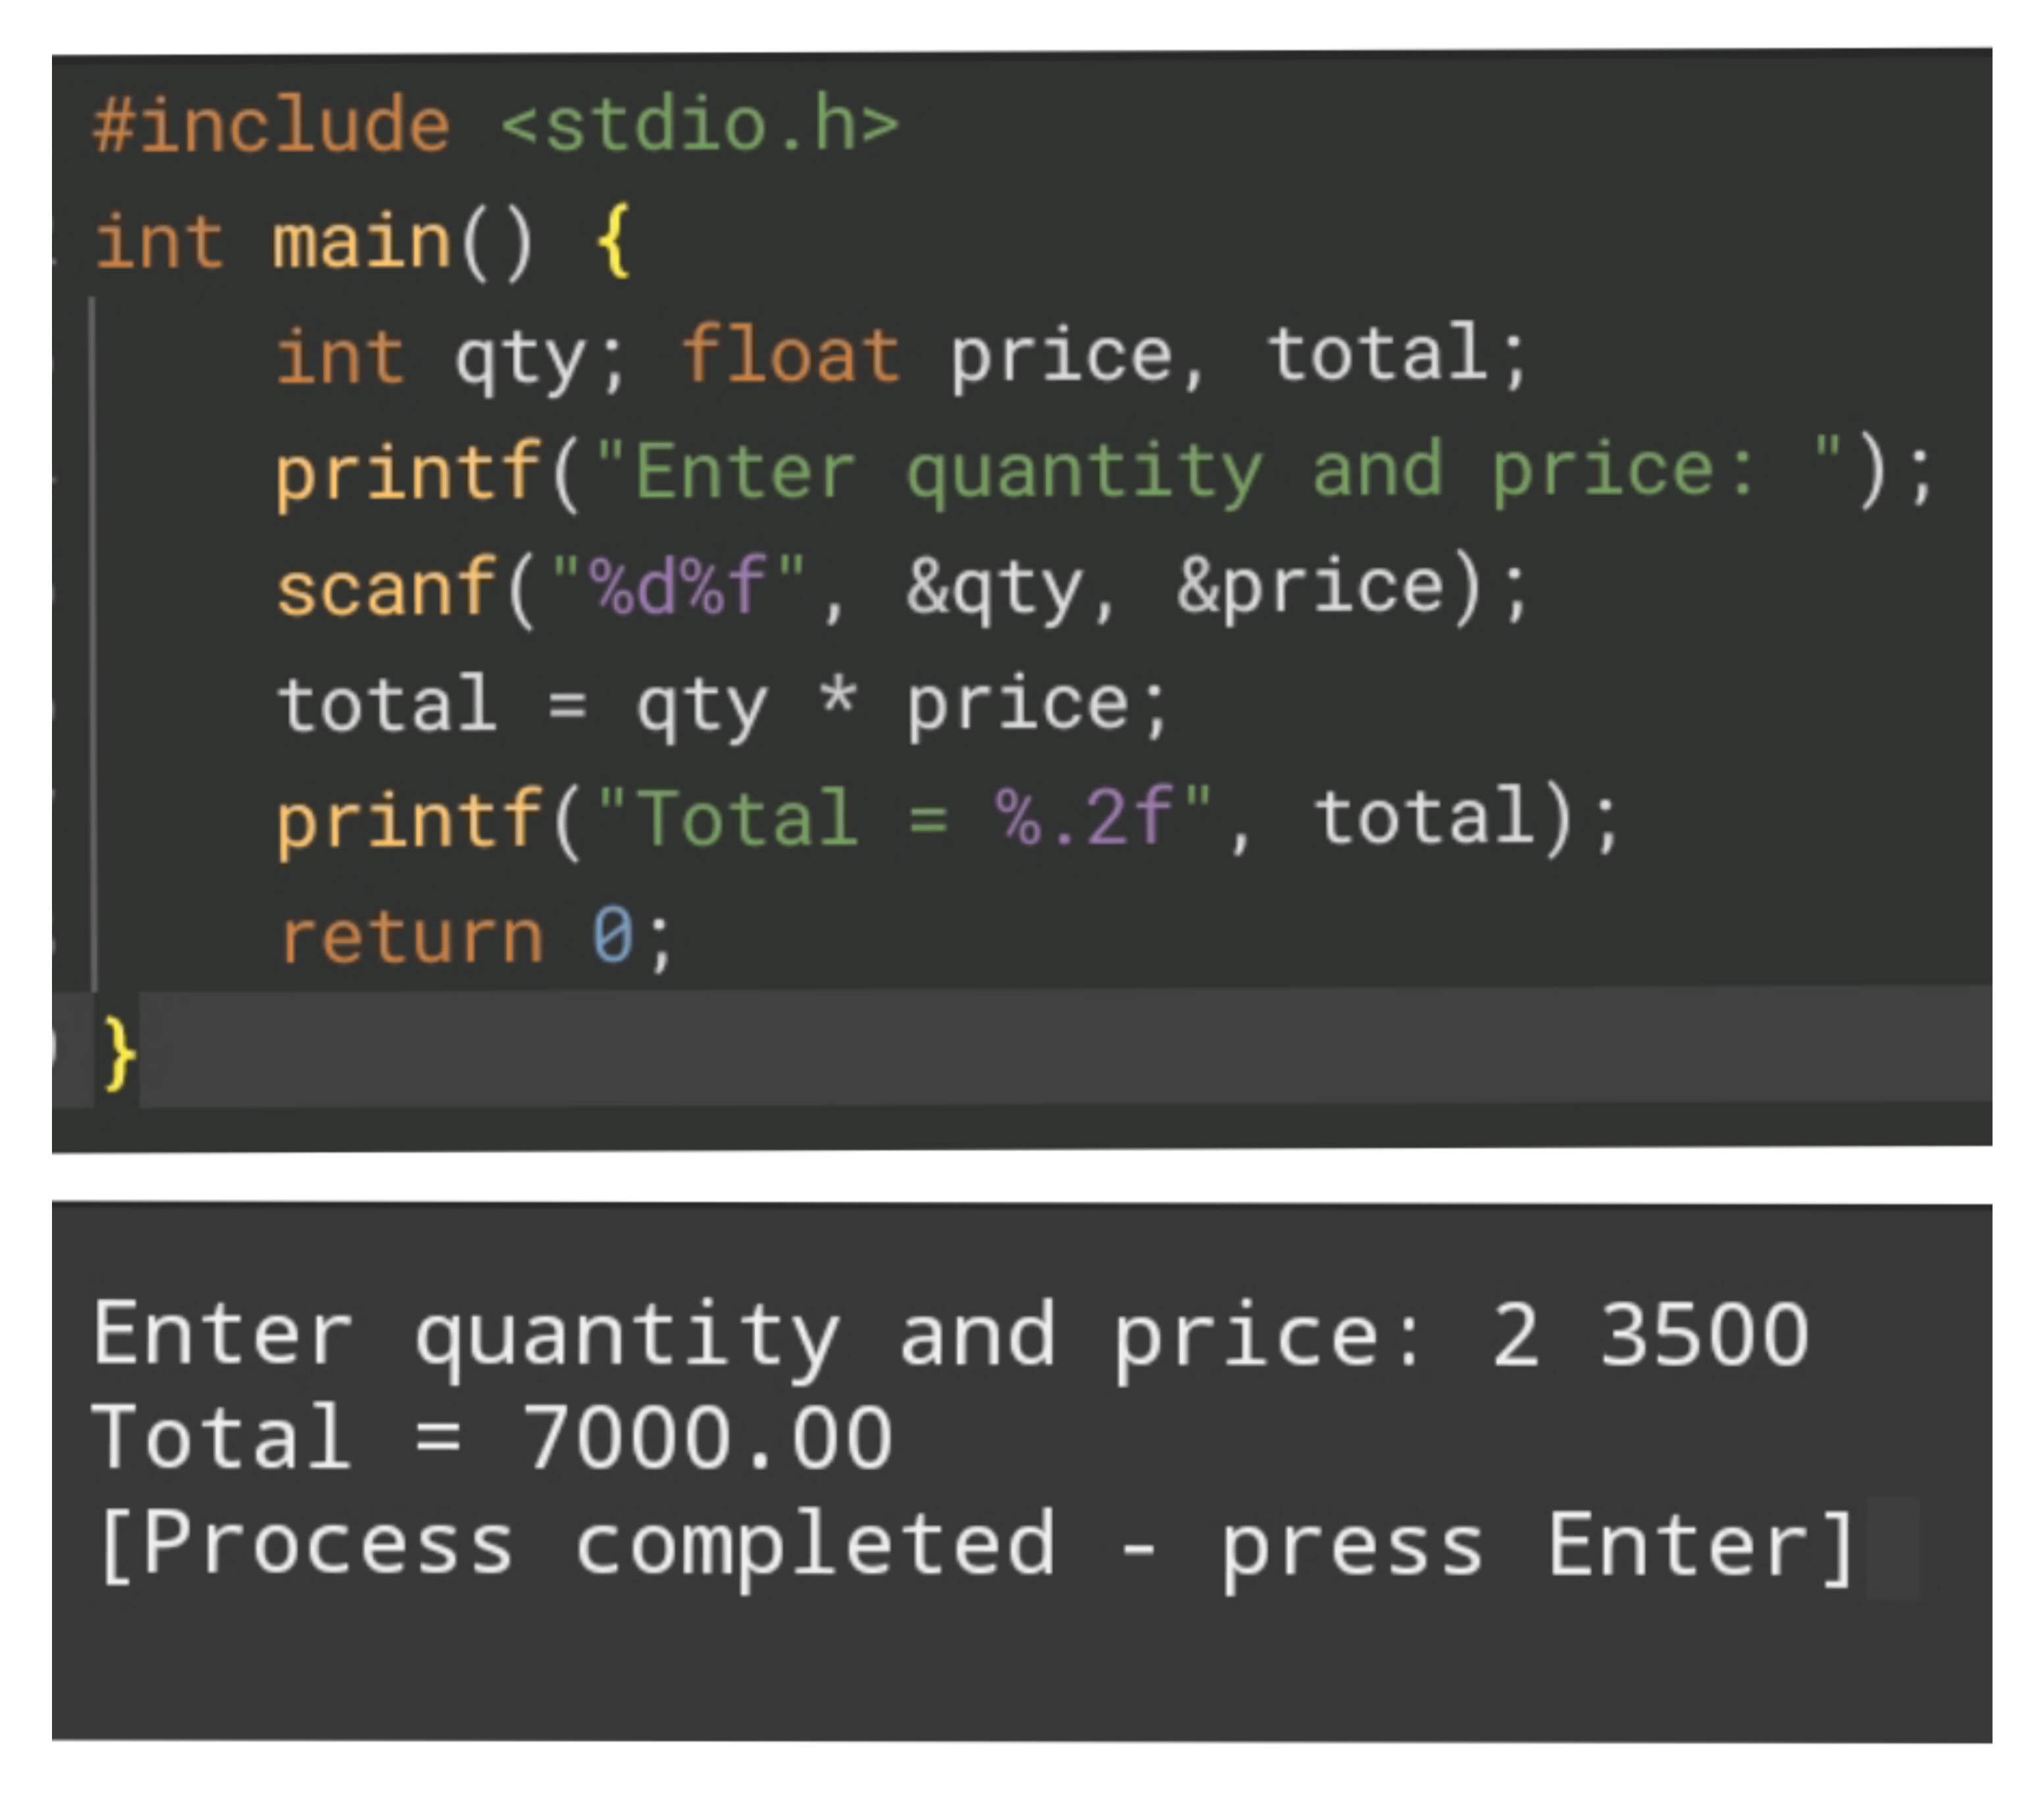 #include <stdio.h>
int main() {
int qty; float price, total;
printf("Enter quantity and price: ");
scanf("%d%f", &qty, &price);
total = qty * price;
printf("Total = %.2f", total);
return 0;
}
Enter quantity and price: 2 3500
Total = 7000.00
[Process completed - press Enter]